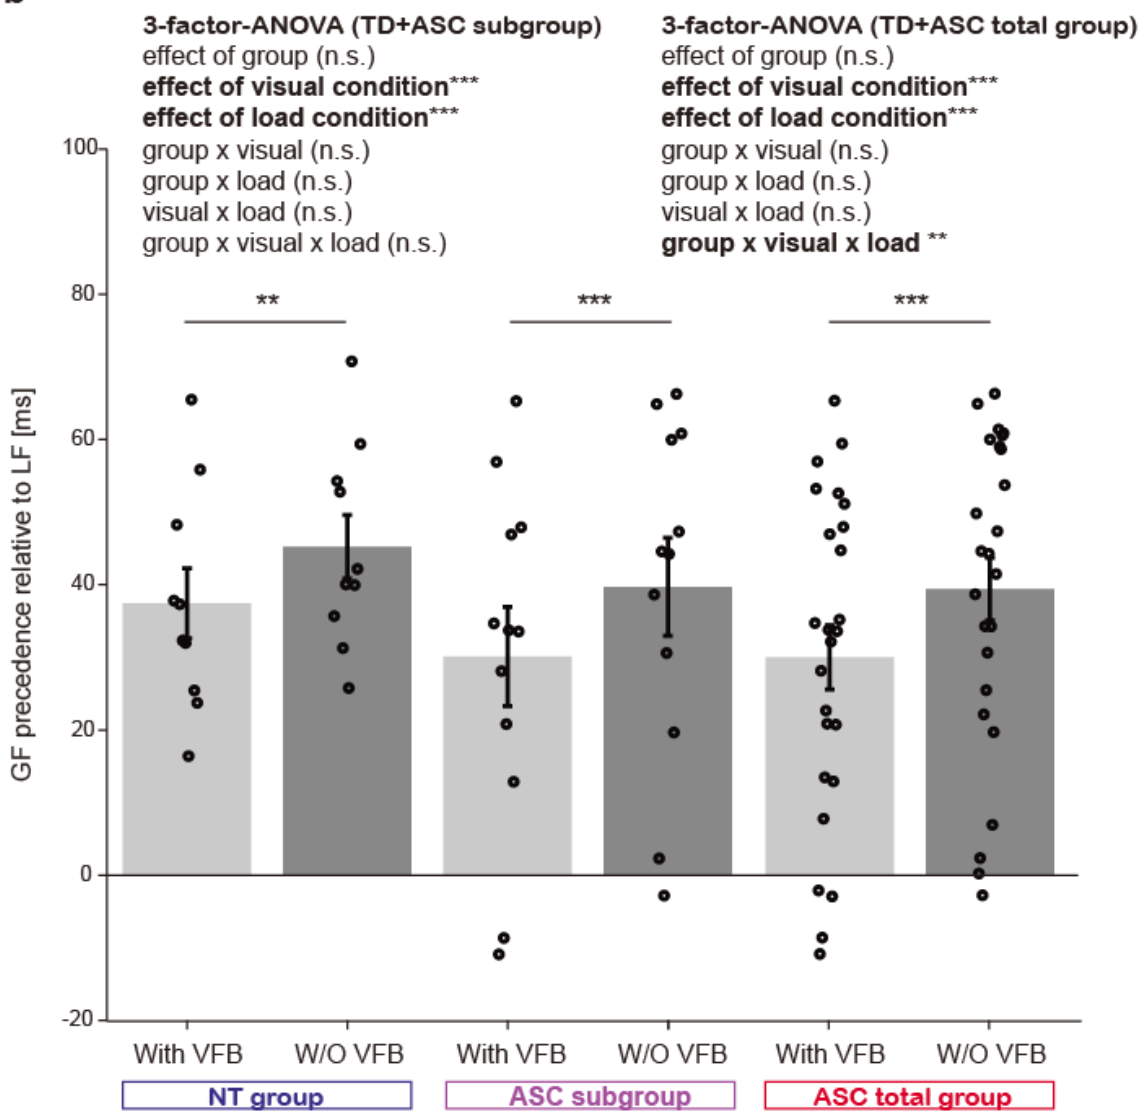 3-factor-ANOVA (TD+ASC subgroup)
effect of group (n.s.)
effect of visual condition***
effect of load condition***
group x visual (n.s.)
group x load (n.s.)
visual x load (n.s.)
group x visual x load (n.s.)
3-factor-ANOVA (TD+ASC total group)
effect of group (n.s.)
effect of visual condition***
effect of load condition***
group x visual (n.s.)
group x load (n.s.)
visual x load (n.s.)
group x visual x load **
GF precedence relative to LF [ms]
100
80
60
40
20
0
-20
** *** ***
With VFB W/O VFB With VFB W/O VFB With VFB W/O VFB
NT group ASC subgroup ASC total group